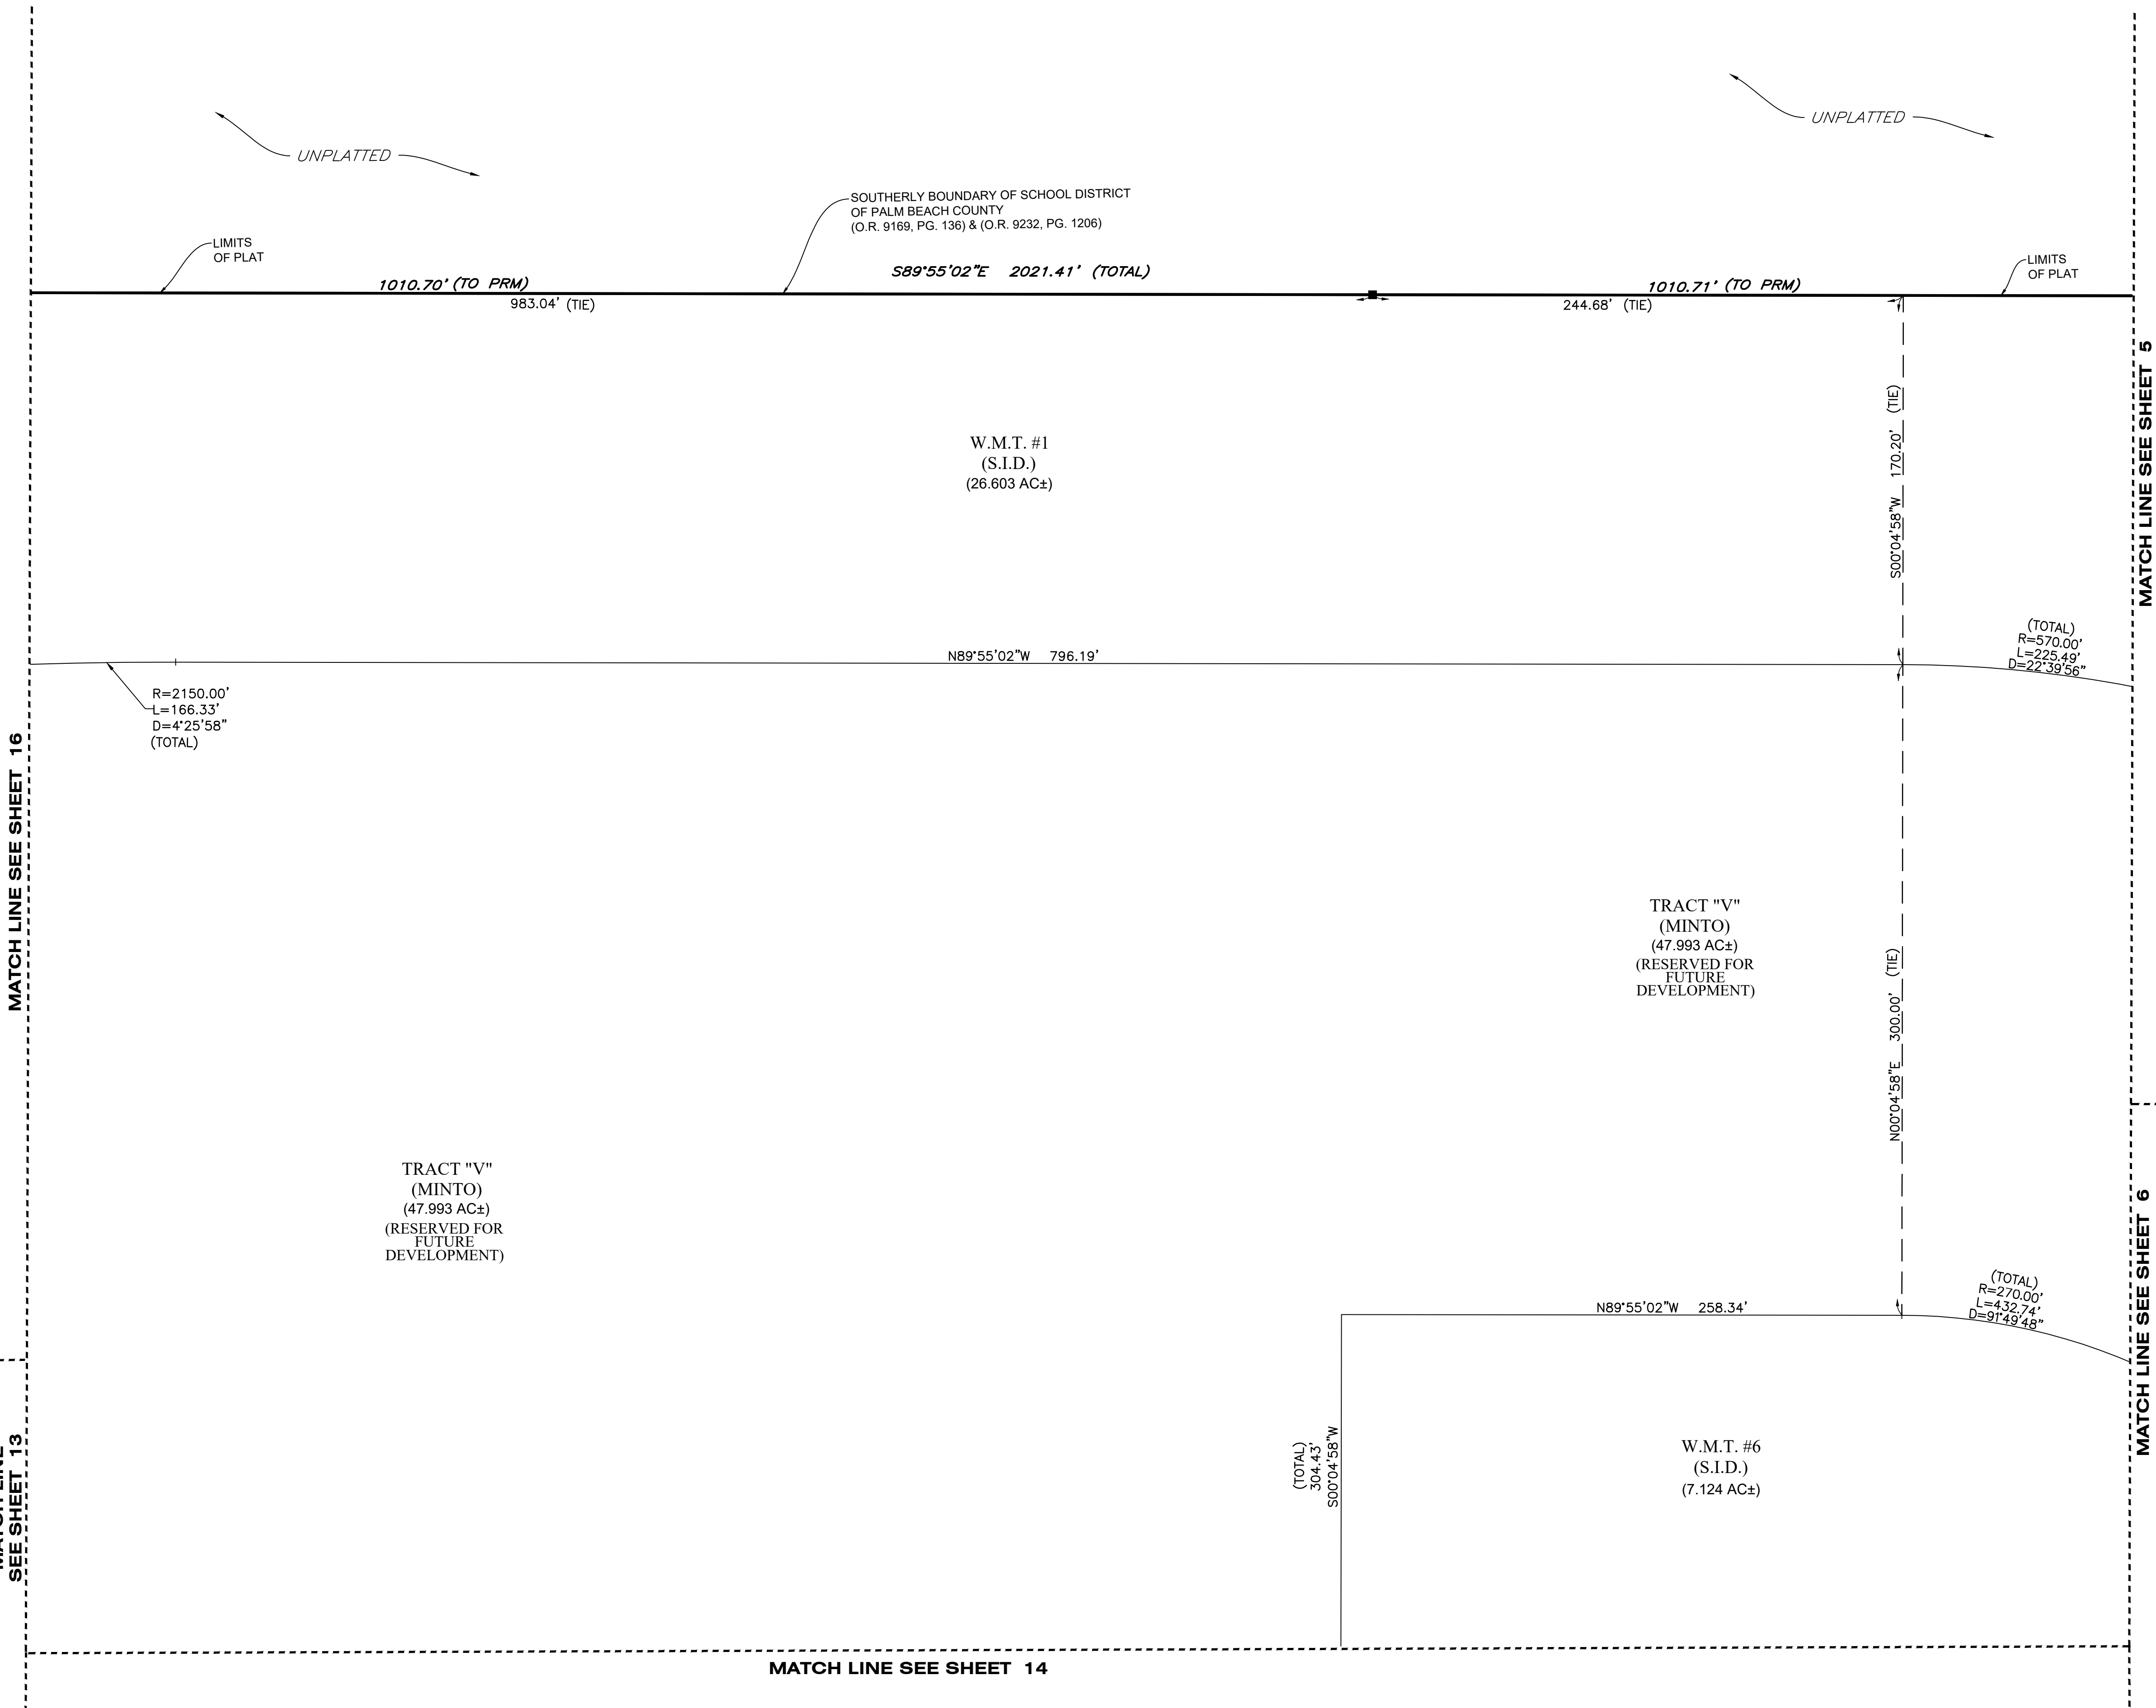 UNPLATTED
UNPLATTED
SOUTHERLY BOUNDARY OF SCHOOL DISTRICT
OF PALM BEACH COUNTY
(O.R. 9169, PG. 136) & (O.R. 9232, PG. 1206)
LIMITS
OF PLAT
LIMITS
OF PLAT
1010.70' (TO PRM)
S89°55'02"E 2021.41' (TOTAL)
1010.71' (TO PRM)
983.04' (TIE)
244.68' (TIE)
MATCH LINE SEE SHEET 5
S00°04'58"W 170.20' (TIE)
W.M.T. #1
(S.I.D.)
(26.603 AC±)
N89°55'02"W 796.19'
(TOTAL)
R=570.00'
L=225.49'
D=22°39'56"
R=2150.00'
L=166.33'
D=4°25'58"
(TOTAL)
MATCH LINE SEE SHEET 16
TRACT "V"
(MINTO)
(47.993 AC±)
(RESERVED FOR
FUTURE
DEVELOPMENT)
N00°04'58"E 300.00' (TIE)
TRACT "V"
(MINTO)
(47.993 AC±)
(RESERVED FOR
FUTURE
DEVELOPMENT)
MATCH LINE SEE SHEET 6
N89°55'02"W 258.34'
(TOTAL)
R=270.00'
L=432.74'
D=91°49'48"
(TOTAL)
304.43'
S00°04'58"W
W.M.T. #6
(S.I.D.)
(7.124 AC±)
MATCH LINE
SEE SHEET 13
MATCH LINE SEE SHEET 14